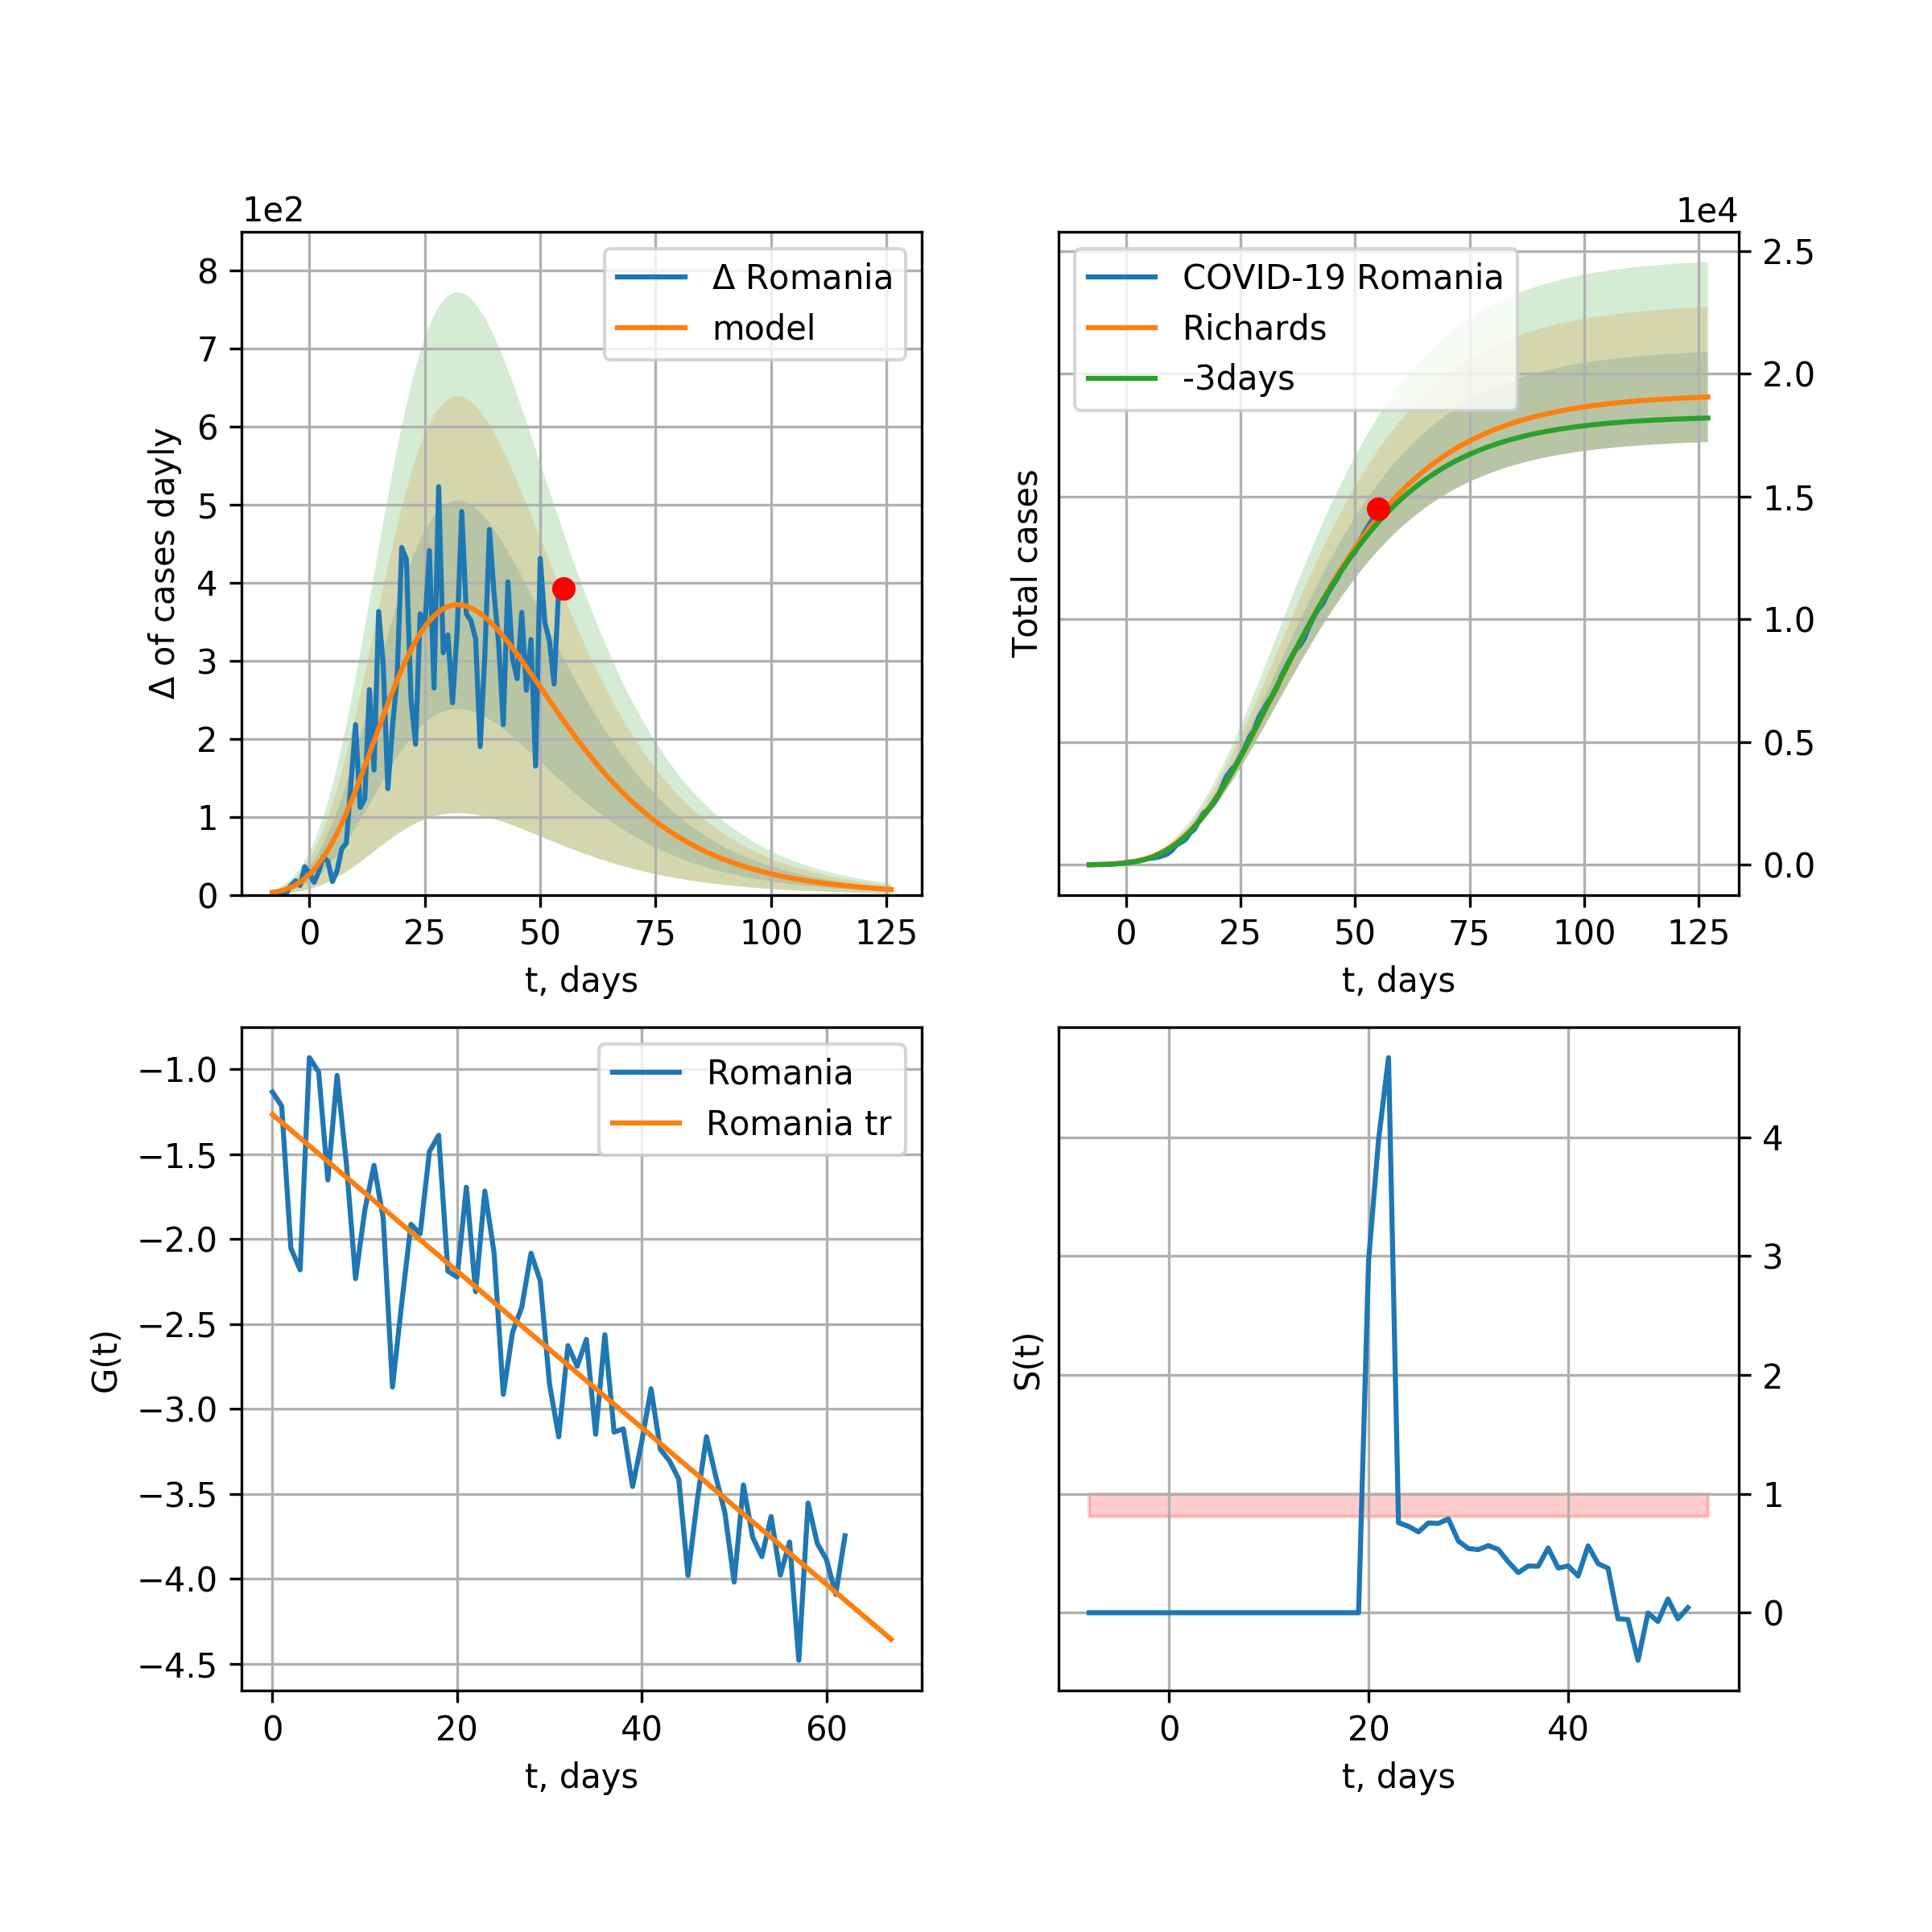 1e2
Δ of cases dayly
8
7
6
5
4
3
2
1
0
Δ Romania
model
0 25 50 75 100 125
t, days
1e4
Total cases
COVID-19 Romania
Richards
-3days
2.5
2.0
1.5
1.0
0.5
0.0
0 25 50 75 100 125
t, days
G(t)
−1.0
−1.5
−2.0
−2.5
−3.0
−3.5
−4.0
−4.5
Romania
Romania tr
0 20 40 60
t, days
S(t)
4
3
2
1
0
0 20 40
t, days